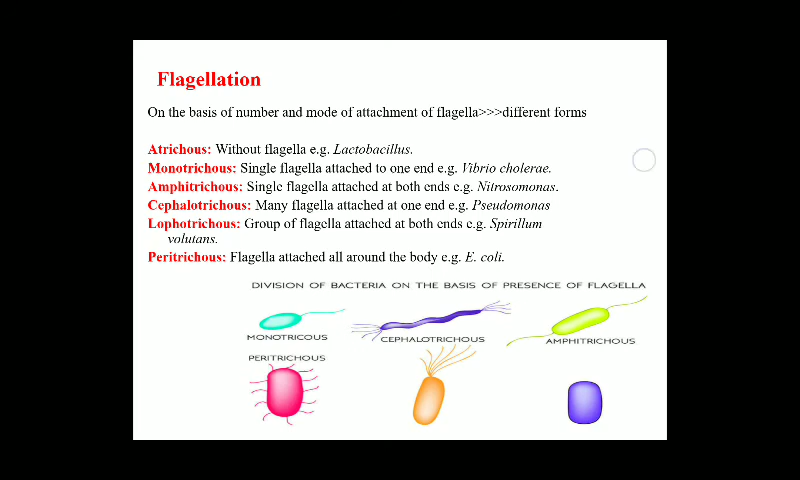 Flagellation
On the basis of number and mode of attachment of flagella>>>different forms
Atrichous: Without flagella e.g. Lactobacillus.
Monotrichous: Single flagella attached to one end e.g. Vibrio cholerae.
Amphitrichous: Single flagella attached at both ends e.g. Nitrosomonas.
Cephalotrichous: Many flagella attached at one end e.g. Pseudomonas
Lophotrichous: Group of flagella attached at both ends e.g. Spirillum
volutans.
Peritrichous: Flagella attached all around the body e.g. E. coli.
DIVISION OF BACTERIA ON THE BASIS OF PRESENCE OF FLAGELLA
MONOTRICOUS
CEPHALOTRICHOUS
AMPHITRICHOUS
PERITRICHOUS